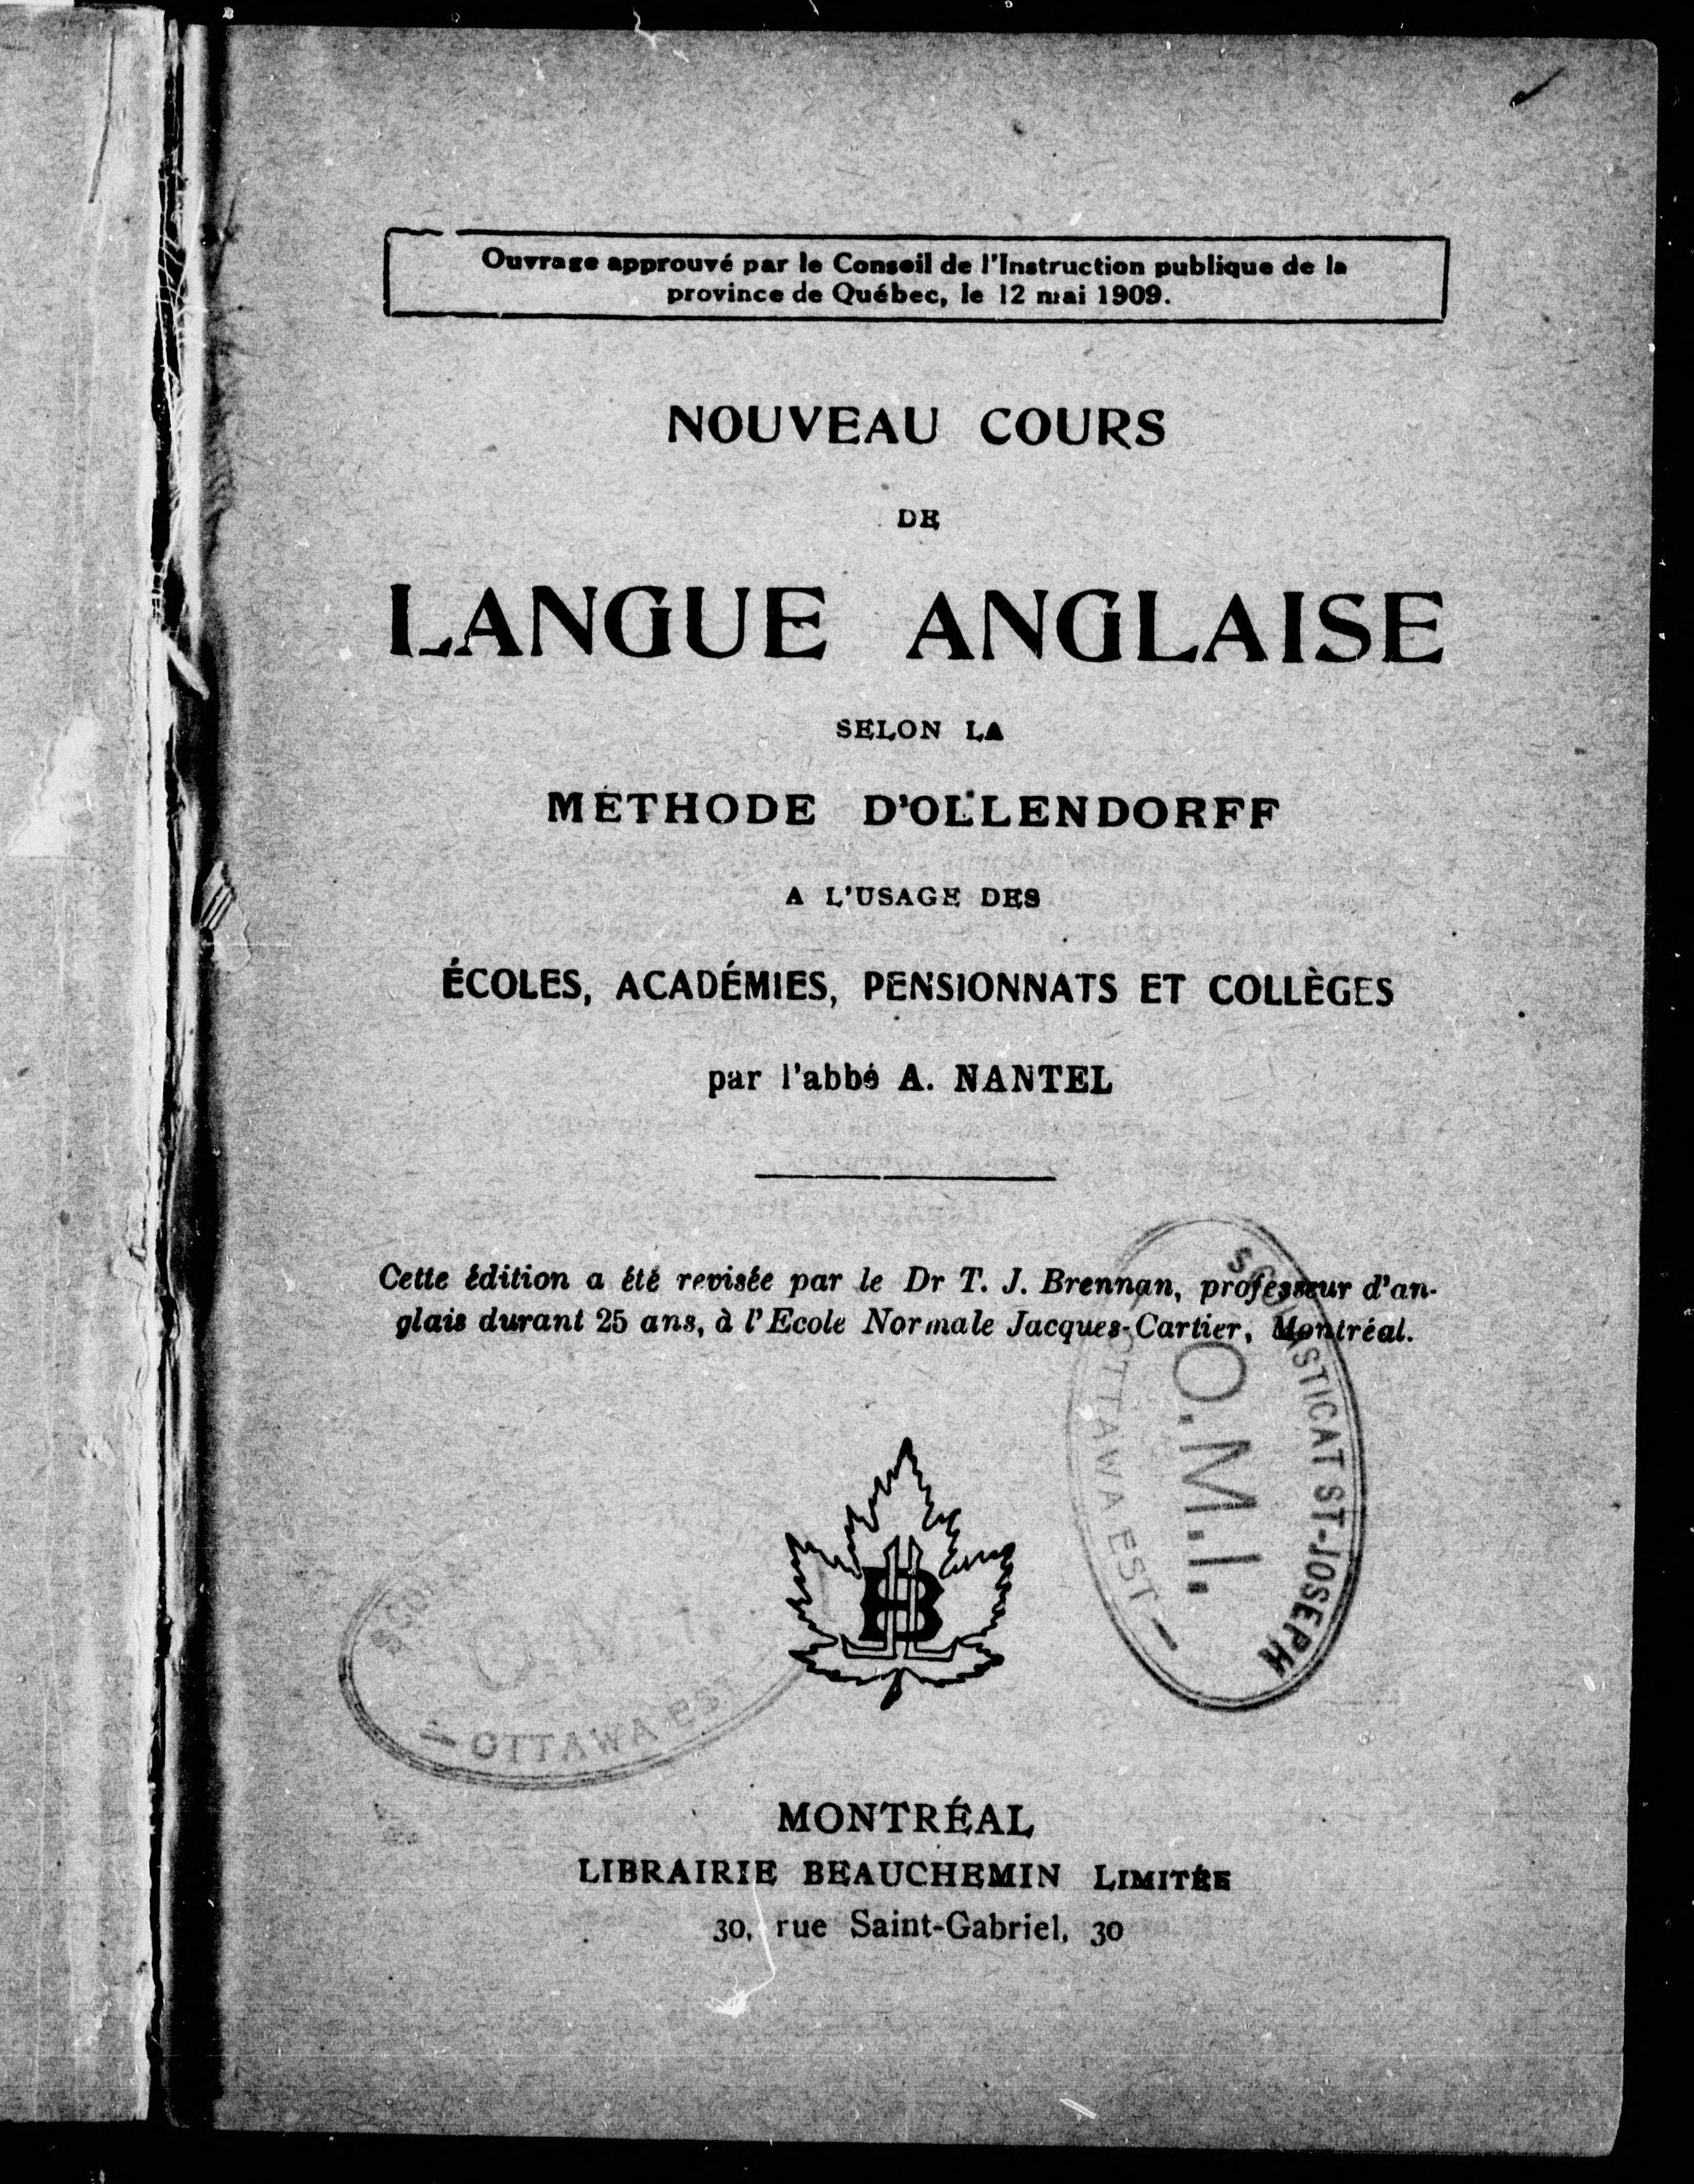 Ouvrage approuvé par le Conseil de l'Instruction publique de la
province de Québec, le 12 mai 1909.
NOUVEAU COURS
DE
LANGUE ANGLAISE
SELON LA
MÉTHODE D'OLLENDORFF
A L'USAGE DES
ÉCOLES, ACADÉMIES, PENSIONNATS ET COLLÈGES
par l'abbé A. NANTEL
Cette édition a été revisée par le Dr T. J. Brennan, professeur d'an-
glais durant 25 ans, à l'Ecole Normale Jacques-Cartier, Montréal.
SCOLASTICAT ST-JOSEPH
O.M.I.
OTTAWA EST -
HB
- OTTAWA EST
MONTRÉAL
LIBRAIRIE BEAUCHEMIN LIMITÉE
30, rue Saint-Gabriel, 30